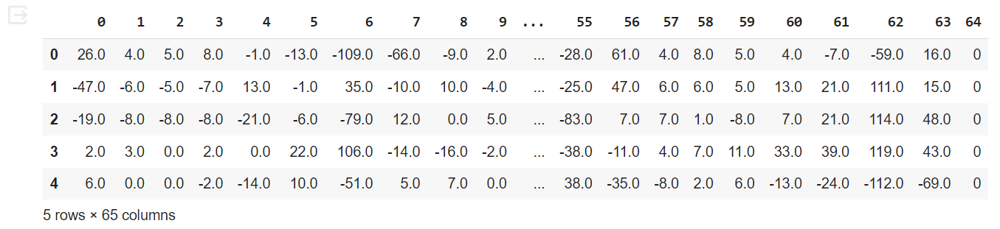 0 1 2 3 4 5 6 7 8 9 ... 55 56 57 58 59 60 61 62 63 64
0 26.0 4.0 5.0 8.0 -1.0 -13.0 -109.0 -66.0 -9.0 2.0 ... -28.0 61.0 4.0 8.0 5.0 4.0 -7.0 -59.0 16.0 0
1 -47.0 -6.0 -5.0 -7.0 13.0 -1.0 35.0 -10.0 10.0 -4.0 ... -25.0 47.0 6.0 6.0 5.0 13.0 21.0 111.0 15.0 0
2 -19.0 -8.0 -8.0 -8.0 -21.0 -6.0 -79.0 12.0 0.0 5.0 ... -83.0 7.0 7.0 1.0 -8.0 7.0 21.0 114.0 48.0 0
3 2.0 3.0 0.0 2.0 0.0 22.0 106.0 -14.0 -16.0 -2.0 ... -38.0 -11.0 4.0 7.0 11.0 33.0 39.0 119.0 43.0 0
4 6.0 0.0 0.0 -2.0 -14.0 10.0 -51.0 5.0 7.0 0.0 ... 38.0 -35.0 -8.0 2.0 6.0 -13.0 -24.0 -112.0 -69.0 0
5 rows × 65 columns